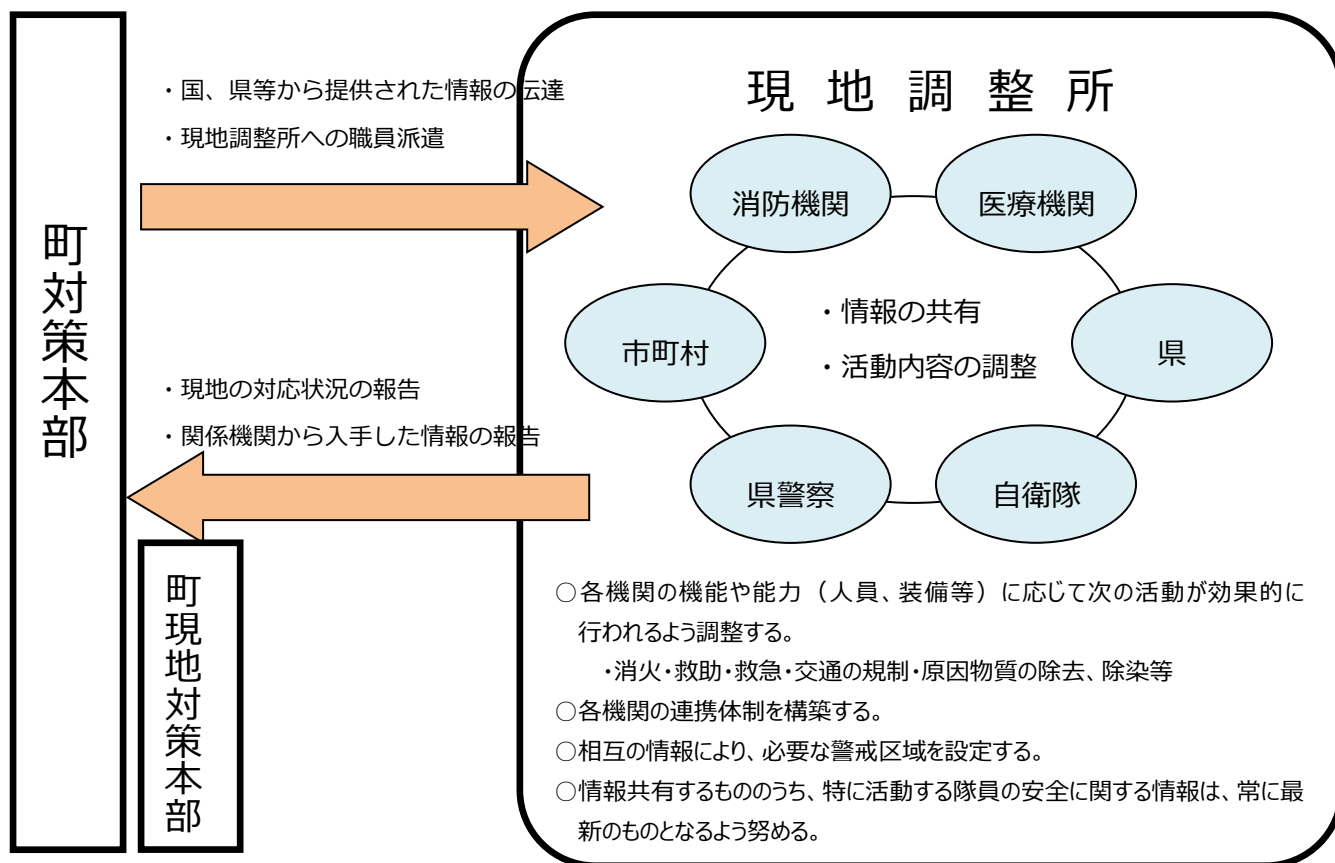 町対策本部
・国、県等から提供された情報の伝達
・現地調整所への職員派遣
・現地の対応状況の報告
・関係機関から入手した情報の報告
町現地対策本部
現地調整所
消防機関
医療機関
市町村
・情報の共有
・活動内容の調整
県
県警察
自衛隊
○各機関の機能や能力（人員、装備等）に応じて次の活動が効果的に
行われるよう調整する。
・消火・救助・救急・交通の規制・原因物質の除去、除染等
○各機関の連携体制を構築する。
○相互の情報により、必要な警戒区域を設定する。
○情報共有するもののうち、特に活動する隊員の安全に関する情報は、常に最
新のものとなるよう努める。